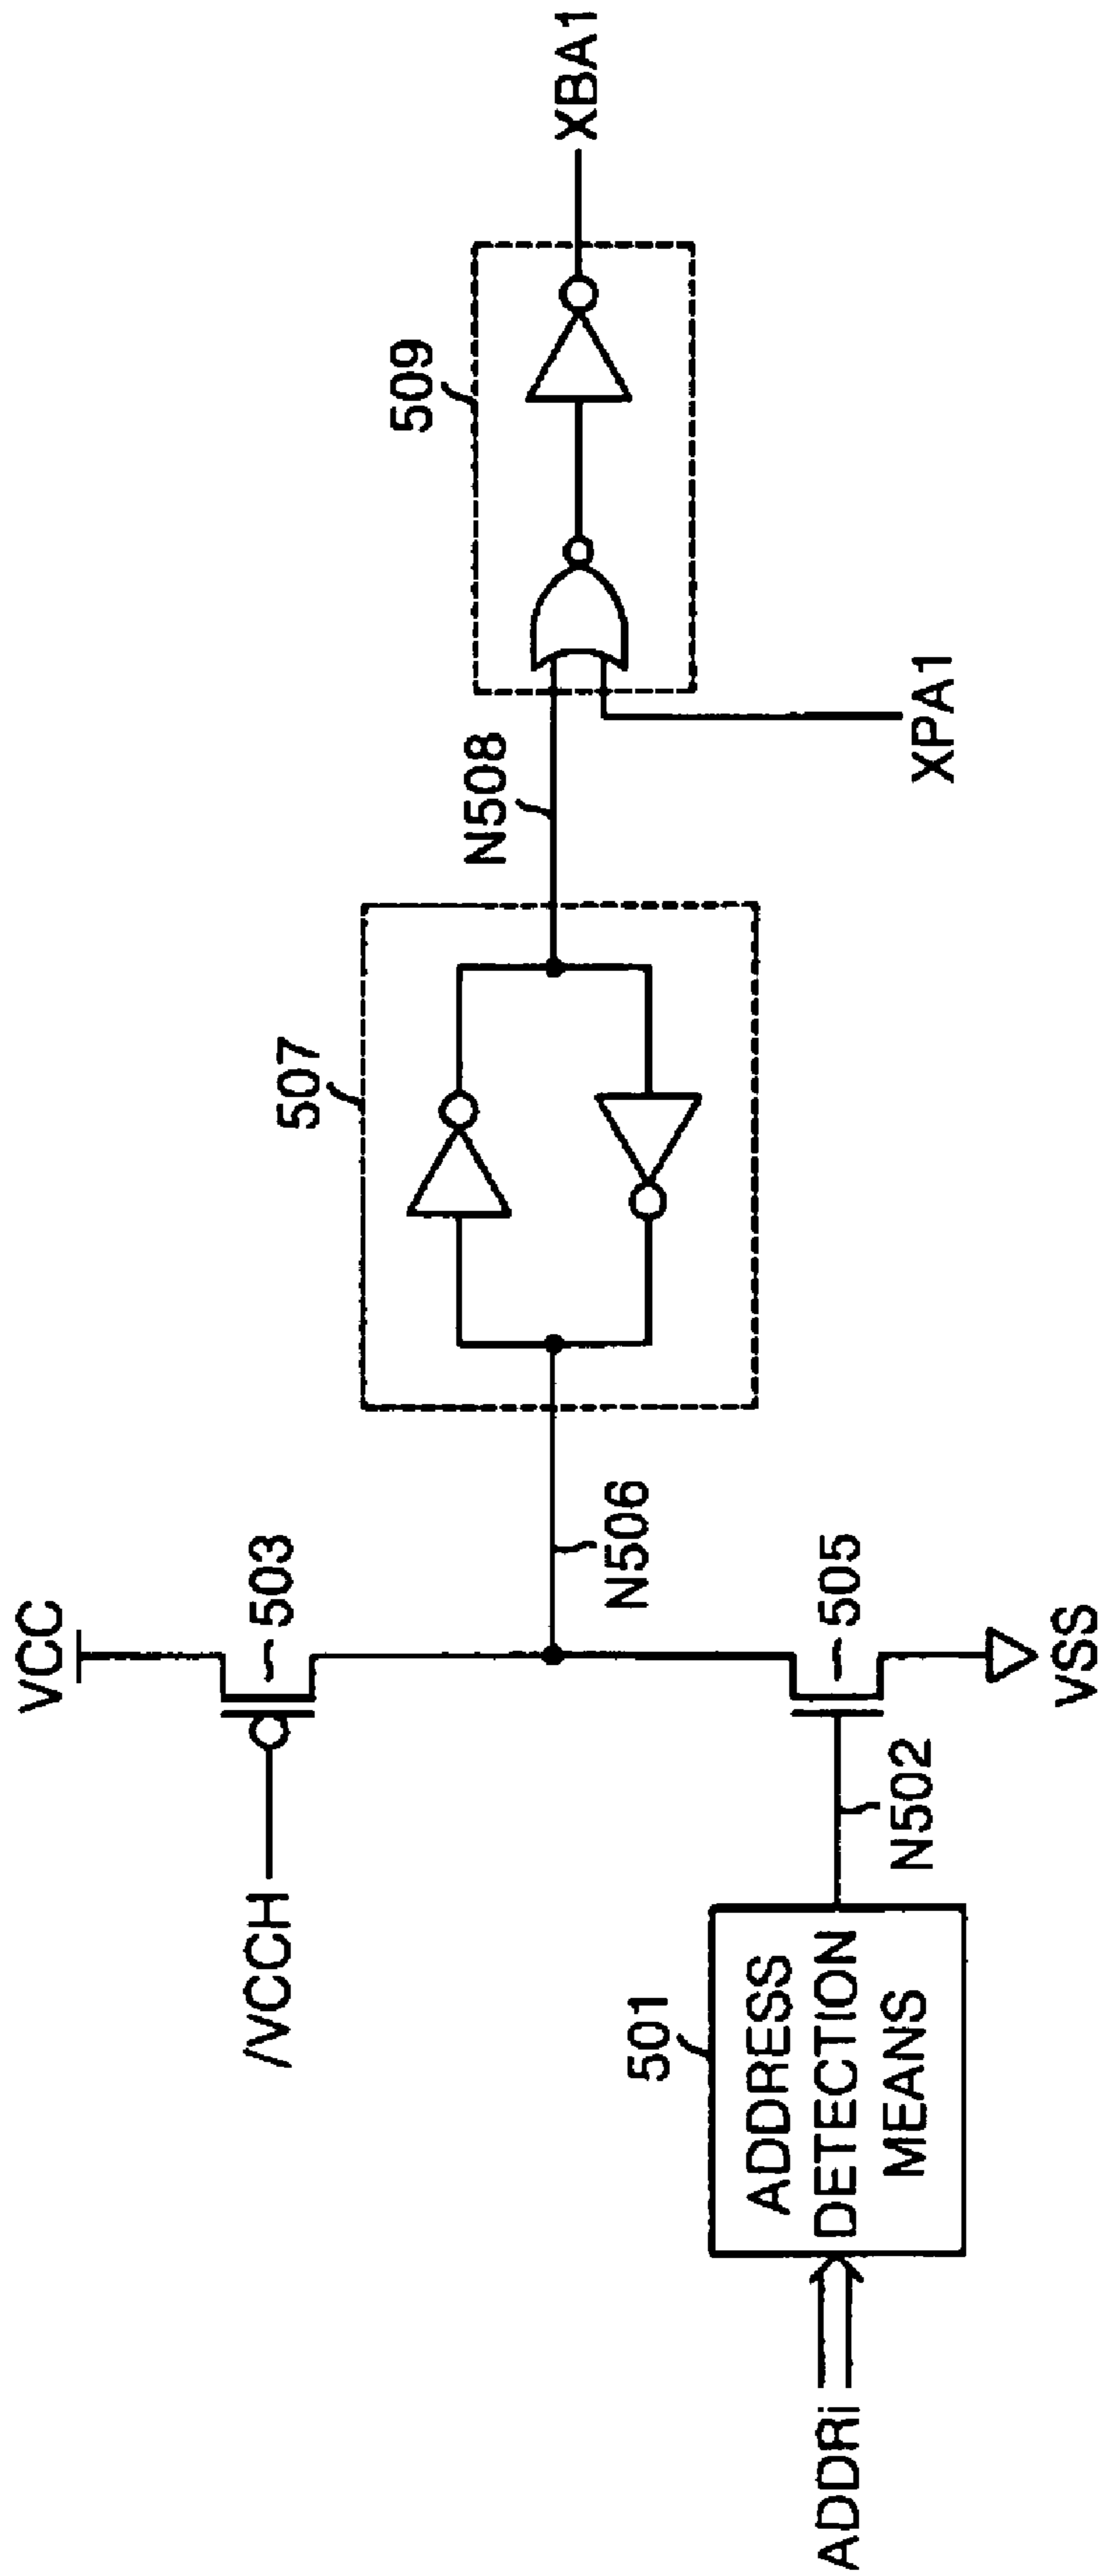 VCC
/VCCH
503
N506
505
VSS
N502
501
ADDRESS
DETECTION
MEANS
ADDRi
507
N508
XPA1
509
XBA1